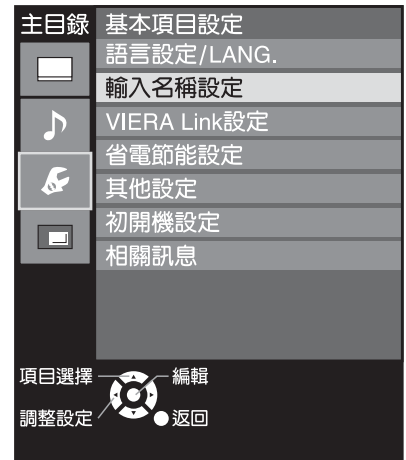 主目錄
基本項目設定
語言設定/LANG.
輸入名稱設定
VIERA Link設定
省電節能設定
其他設定
初開機設定
相關訊息
項目選擇
編輯
調整設定
返回